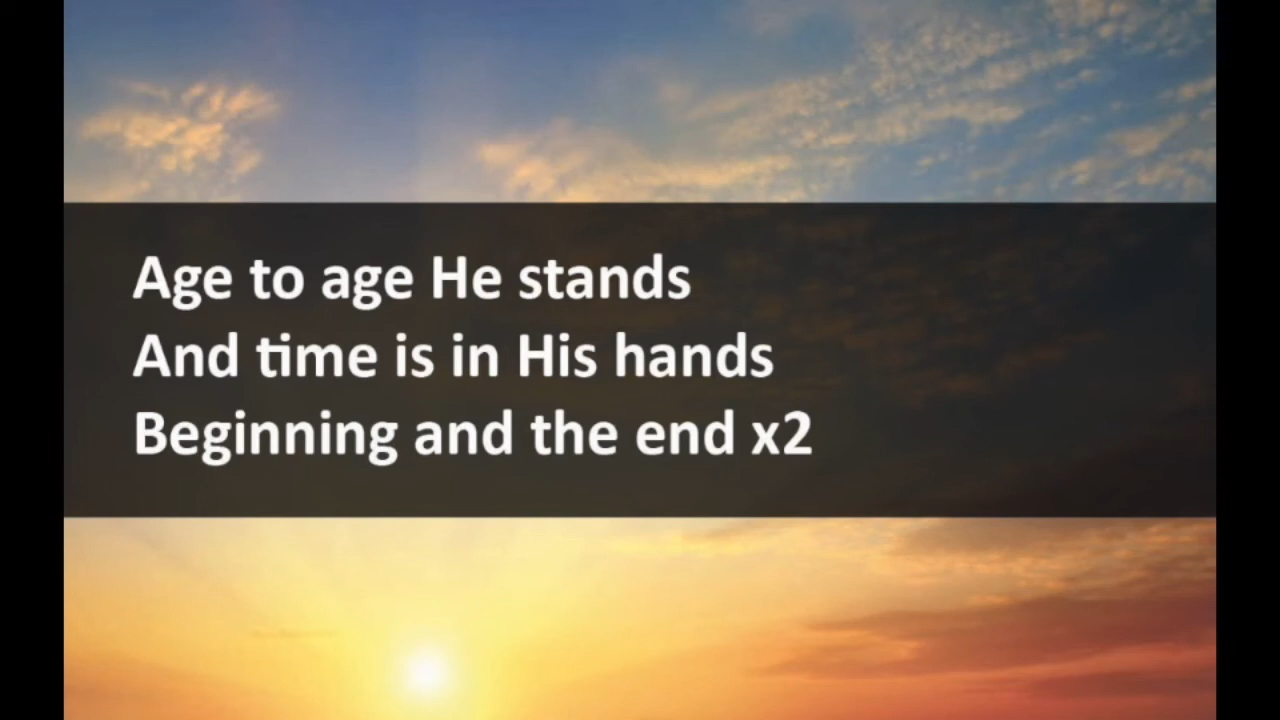 Age to age He stands
And time is in His hands
Beginning and the end x2